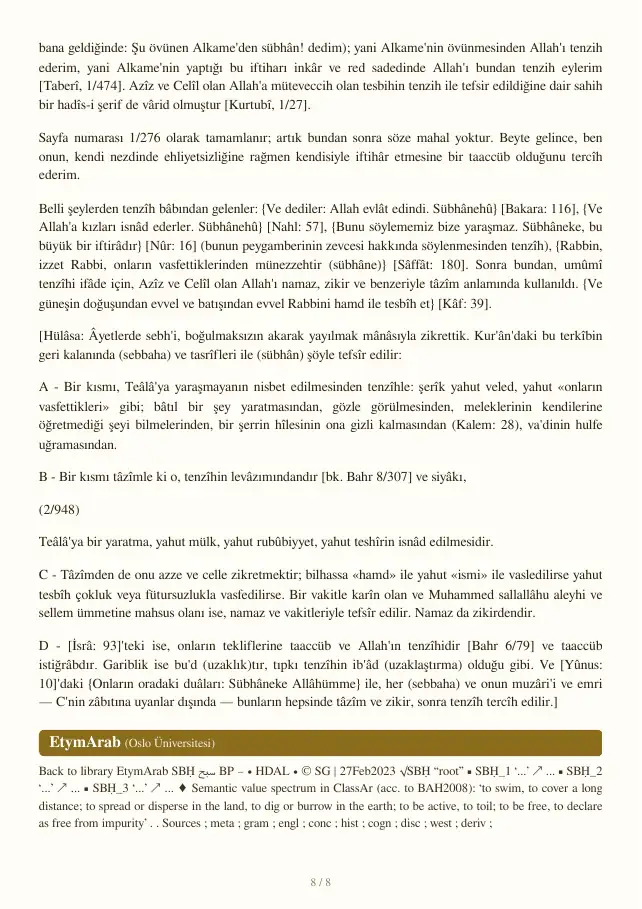 bana geldiğinde: Şu övünen Alkame'den sübhân! dedim); yani Alkame'nin övünmesinden Allah'ı tenzih
ederim, yani Alkame'nin yaptığı bu iftiharı inkâr ve red sadedinde Allah'ı bundan tenzih eylerim
[Taberî, 1/474]. Azîz ve Celîl olan Allah'a müteveccih olan tesbihin tenzih ile tefsir edildiğine dair sahih
bir hadîs-i şerif de vârid olmuştur [Kurtubî, 1/27].
Sayfa numarası 1/276 olarak tamamlanır; artık bundan sonra söze mahal yoktur. Beyte gelince, ben
onun, kendi nezdinde ehliyetsizliğine rağmen kendisiyle iftihâr etmesine bir taaccüb olduğunu tercîh
ederim.
Belli şeylerden tenzîh bâbından gelenler: {Ve dediler: Allah evlât edindi. Sübhânehû} [Bakara: 116], {Ve
Allah'a kızları isnâd ederler. Sübhânehû} [Nahl: 57], {Bunu söylememiz bize yaraşmaz. Sübhâneke, bu
büyük bir iftirâdır} [Nûr: 16] (bunun peygamberinin zevcesi hakkında söylenmesinden tenzîh), {Rabbin,
izzet Rabbi, onların vasfettiklerinden münezzehtir (sübhâne)} [Sâffât: 180]. Sonra bundan, umûmî
tenzîhi ifâde için, Azîz ve Celîl olan Allah'ı namaz, zikir ve benzeriyle tâzîm anlamında kullanıldı. {Ve
güneşin doğuşundan evvel ve batışından evvel Rabbini hamd ile tesbîh et} [Kâf: 39].
[Hülâsa: Âyetlerde sebh'i, boğulmaksızın akarak yayılmak mânâsıyla zikrettik. Kur'ân'daki bu terkîbin
geri kalanında (sebbaha) ve tasrîfleri ile (sübhân) şöyle tefsîr edilir:
A - Bir kısmı, Teâlâ'ya yaraşmayanın nisbet edilmesinden tenzîhle: şerîk yahut veled, yahut «onların
vasfettikleri» gibi; bâtıl bir şey yaratmasından, gözle görülmesinden, meleklerinin kendilerine
öğretmediği şeyi bilmelerinden, bir şerrin hîlesinin ona gizli kalmasından (Kalem: 28), va'dinin hulfe
uğramasından.
B - Bir kısmı tâzîmle ki o, tenzîhin levâzımındandır [bk. Bahr 8/307] ve siyâkı,
(2/948)
Teâlâ'ya bir yaratma, yahut mülk, yahut rubûbiyyet, yahut teshîrin isnâd edilmesidir.
C - Tâzîmden de onu azze ve celle zikretmektir; bilhassa «hamd» ile yahut «ismi» ile vasledilirse yahut
tesbîh çokluk veya fütursuzlukla vasfedilirse. Bir vakitle karîn olan ve Muhammed sallallâhu aleyhi ve
sellem ümmetine mahsus olanı ise, namaz ve vakitleriyle tefsîr edilir. Namaz da zikirdendir.
D - [İsrâ: 93]'teki ise, onların tekliflerine taaccüb ve Allah'ın tenzîhidir [Bahr 6/79] ve taaccüb
istiğrâbdır. Gariblik ise bu'd (uzaklık)tır, tıpkı tenzîhin ib'âd (uzaklaştırma) olduğu gibi. Ve [Yûnus:
10]'daki {Onların oradaki duâları: Sübhâneke Allâhümme} ile, her (sebbaha) ve onun muzâri'i ve emri
— C'nin zâbıtına uyanlar dışında — bunların hepsinde tâzîm ve zikir, sonra tenzîh tercîh edilir.]
EtymArab (Oslo Üniversitesi)
Back to library EtymArab SBḤ سبح BP – • HDAL • © SG | 27Feb2023 √SBḤ “root” ▪ SBḤ_1 ‘...’ ↗ ... ▪ SBḤ_2
‘...’ ↗ ... ▪ SBḤ_3 ‘...’ ↗ ... ♦ Semantic value spectrum in ClassAr (acc. to BAH2008): ‘to swim, to cover a long
distance; to spread or disperse in the land, to dig or burrow in the earth; to be active, to toil; to be free, to declare
as free from impurity’ . . Sources ; meta ; gram ; engl ; conc ; hist ; cogn ; disc ; west ; deriv ;
8 / 8